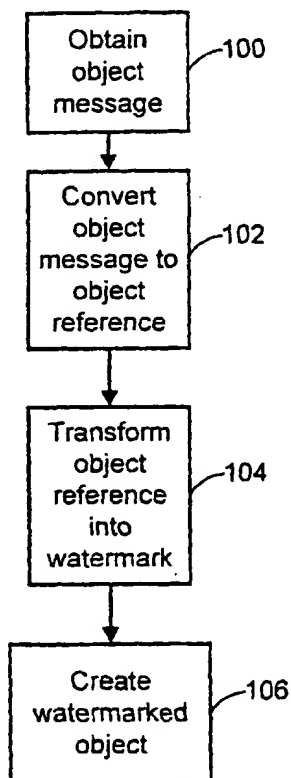 Obtain
object
message
100
Convert
object
message to
object
reference
102
Transform
object
reference
into
watermark
104
Create
watermarked
object
106